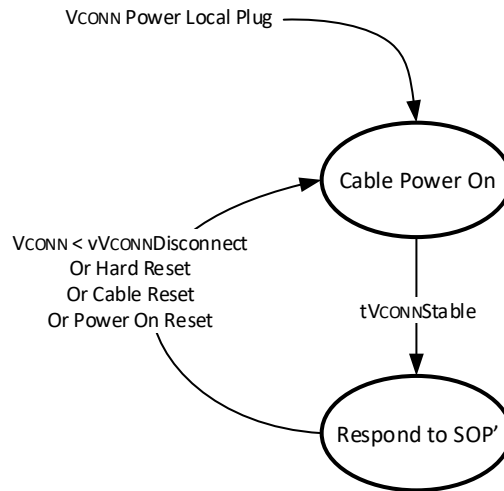 VCONN Power Local Plug
Cable Power On
VCONN < vVCONNDisconnect
Or Hard Reset
Or Cable Reset
Or Power On Reset
tVCONNStable
Respond to SOP’